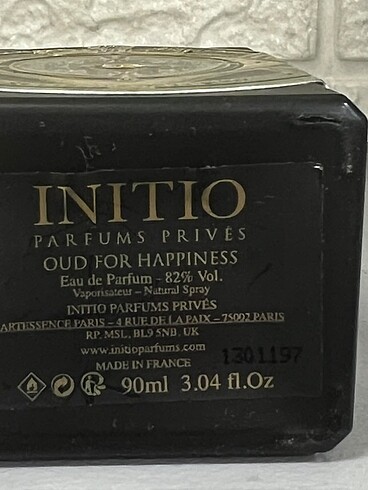 INITIO
PARFUMS PRIVÉS
OUD FOR HAPPINESS
Eau de Parfum - 82% Vol.
Vaporisateur – Natural Spray
INITIO PARFUMS PRIVÉS
ARTESSENCE PARIS – 4 RUE DE LA PAIX – 75002 PARIS
RP. MSL, BL9 5NB, UK
www.initioparfums.com
1301197
MADE IN FRANCE
90ml 3.04 fl.Oz